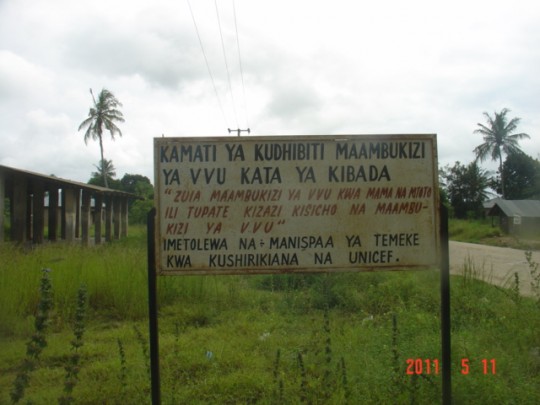 KAMATI YA KUDHIBITI MAAMBUKIZI
YA VVU KATA YA KIBADA
"ZUIA MAAMBUKIZI YA VVU KWA MAMA NA MTOTO
ILI TUPATE KIZAZI KISICHO NA MAAMBU-
KIZI YA V.V.U"
IMETOLEWA NA÷ MANISPAA YA TEMEKE
KWA KUSHIRIKIANA NA UNICEF.
2011 5 11